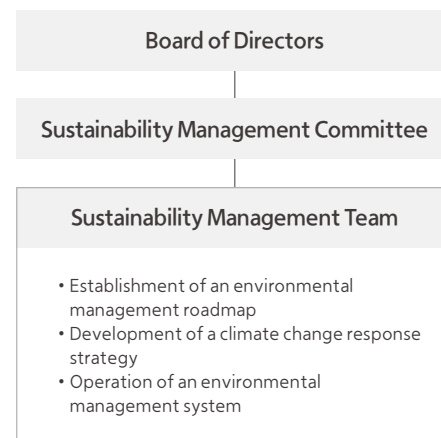 Board of Directors
Sustainability Management Committee
Sustainability Management Team
• Establishment of an environmental
management roadmap
• Development of a climate change response
strategy
• Operation of an environmental
management system